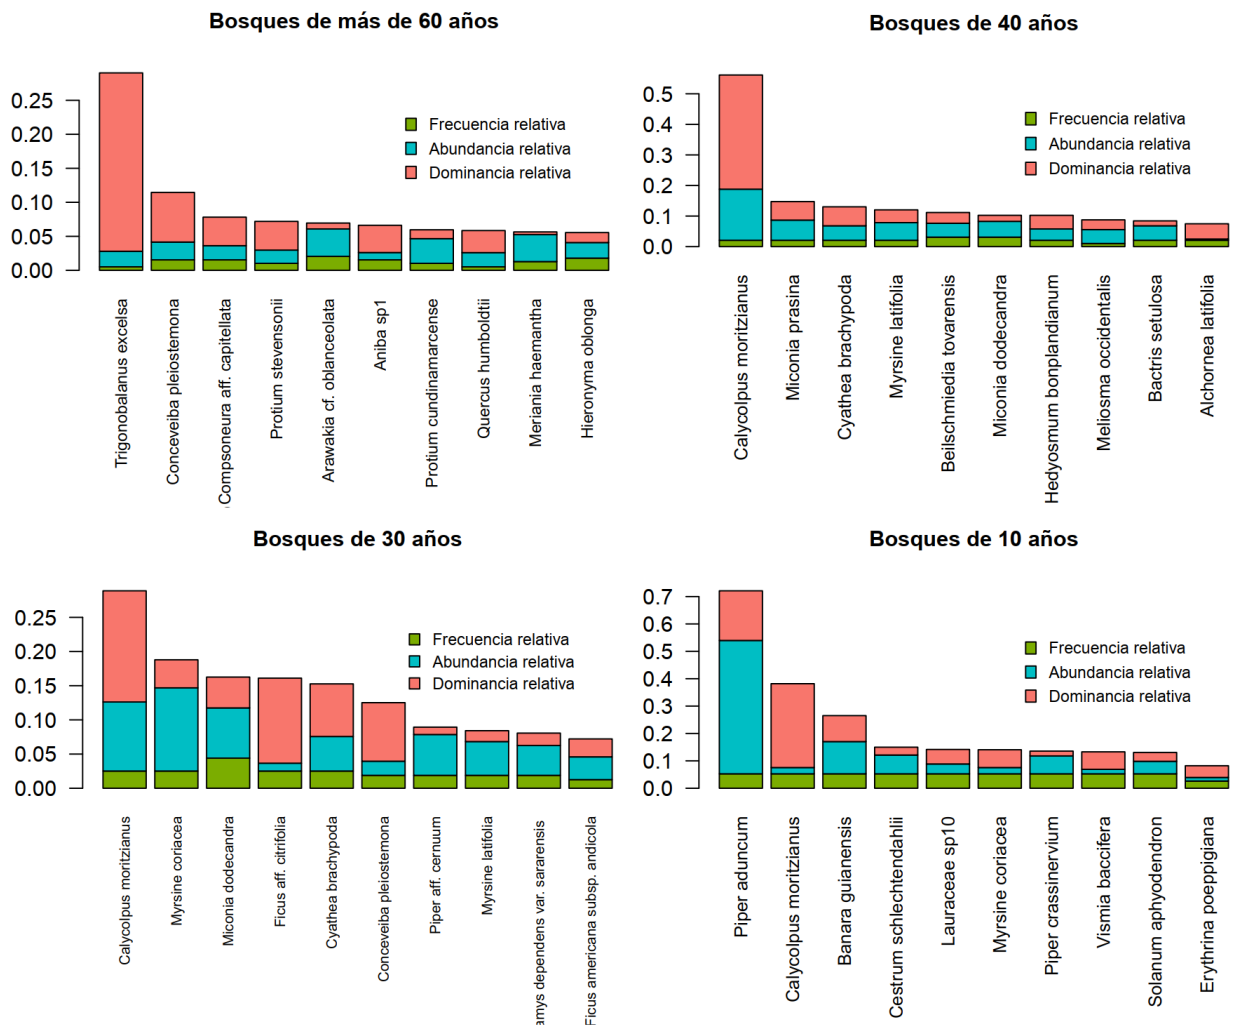 Bosques de más de 60 años
0.25
0.20
0.15
0.10
0.05
0.00
Frecuencia relativa
Abundancia relativa
Dominancia relativa
Trigonobalanus excelsa
Conceveiba pleiostemona
Compsoneura aff. capitellata
Protium stevensonii
Arawakia cf. oblanceolata
Aniba sp1
Protium cundinamarcense
Quercus humboldtii
Meriania haemantha
Hieronyma oblonga
Bosques de 40 años
0.5
0.4
0.3
0.2
0.1
0.0
Frecuencia relativa
Abundancia relativa
Dominancia relativa
Calycolpus moritzianus
Miconia prasina
Cyathea brachypoda
Myrsine latifolia
Beilschmiedia tovarensis
Miconia dodecandra
Hedyosmum bonplandianum
Meliosma occidentalis
Bactris setulosa
Alchornea latifolia
Bosques de 30 años
0.25
0.20
0.15
0.10
0.05
0.00
Frecuencia relativa
Abundancia relativa
Dominancia relativa
Calycolpus moritzianus
Myrsine coriacea
Miconia dodecandra
Ficus aff. citrifolia
Cyathea brachypoda
Conceveiba pleiostemona
Piper aff. cernuum
Myrsine latifolia
amys dependens var. sararensis
Ficus americana subsp. andicola
Bosques de 10 años
0.7
0.6
0.5
0.4
0.3
0.2
0.1
0.0
Frecuencia relativa
Abundancia relativa
Dominancia relativa
Piper aduncum
Calycolpus moritzianus
Banara guianensis
Cestrum schlechtendahlii
Lauraceae sp10
Myrsine coriacea
Piper crassinervium
Vismia baccifera
Solanum aphyodendron
Erythrina poeppigiana